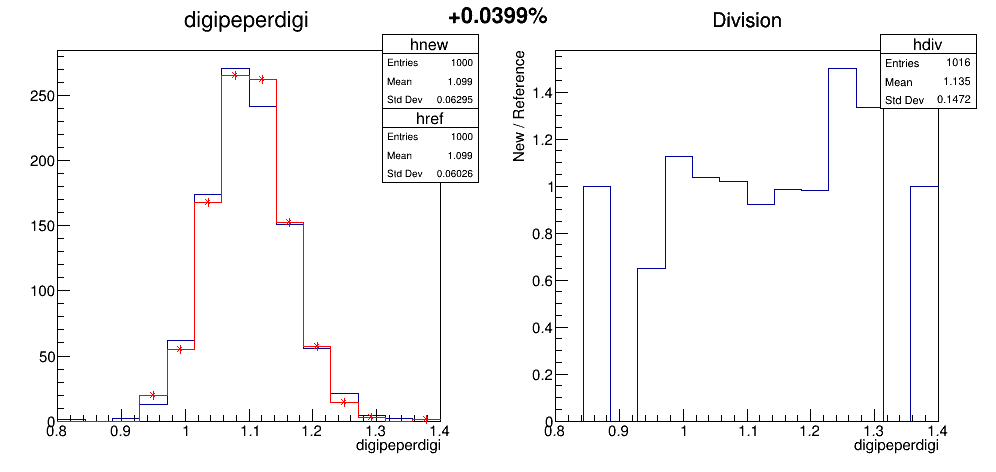 +0.0399%
digipeperdigi
hnew
Entries 1000
Mean 1.099
Std Dev 0.06295
href
Entries 1000
Mean 1.099
Std Dev 0.06026
250
200
150
100
50
0
0.8 0.9 1 1.1 1.2 1.3 1.4
digipeperdigi
Division
hdiv
Entries 1016
Mean 1.135
Std Dev 0.1472
New / Reference
1.4
1.2
1
0.8
0.6
0.4
0.2
0
0.8 0.9 1 1.1 1.2 1.3 1.4
digipeperdigi